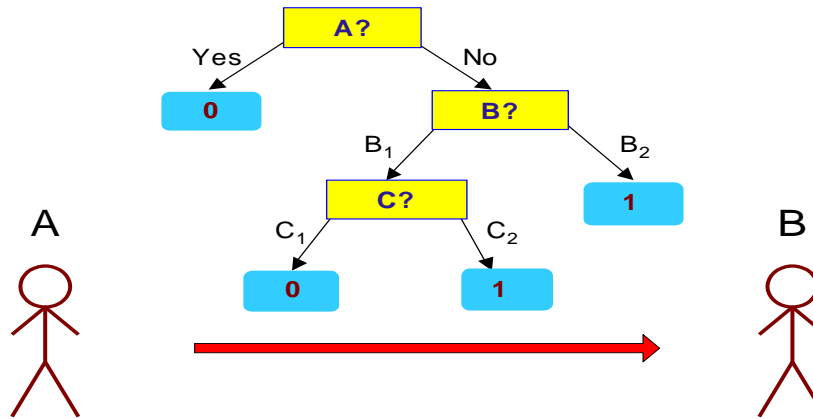 A?
Yes No
0
B?
B₁ B₂
C?
1
A B
C₁ C₂
0 1